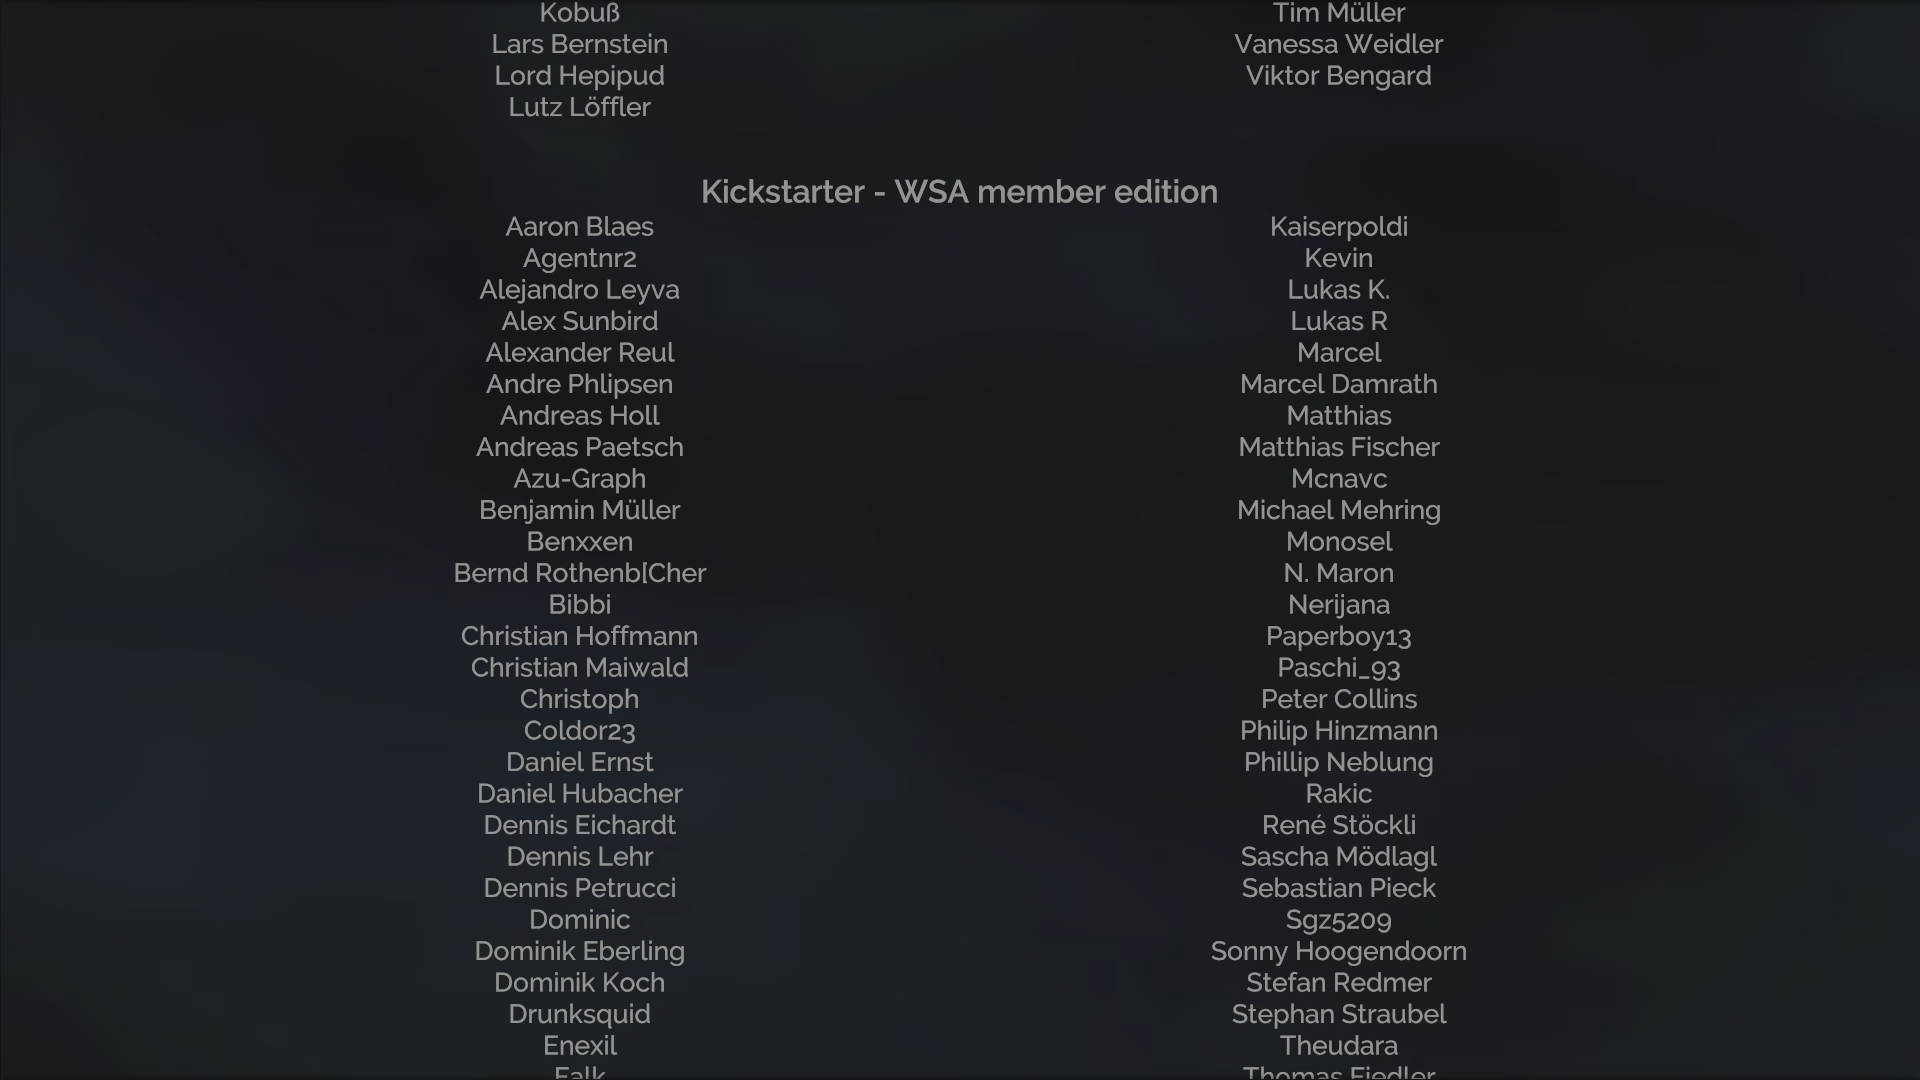 Kobuß
Lars Bernstein
Lord Hepipud
Lutz Löffler
Tim Müller
Vanessa Weidler
Viktor Bengard
Kickstarter - WSA member edition
Aaron Blaes
Agentnr2
Alejandro Leyva
Alex Sunbird
Alexander Reul
Andre Phlipsen
Andreas Holl
Andreas Paetsch
Azu-Graph
Benjamin Müller
Benxxen
Bernd Rothenb[Cher
Bibbi
Christian Hoffmann
Christian Maiwald
Christoph
Coldor23
Daniel Ernst
Daniel Hubacher
Dennis Eichardt
Dennis Lehr
Dennis Petrucci
Dominic
Dominik Eberling
Dominik Koch
Drunksquid
Enexil
Falk
Kaiserpoldi
Kevin
Lukas K.
Lukas R
Marcel
Marcel Damrath
Matthias
Matthias Fischer
Mcnavc
Michael Mehring
Monosel
N. Maron
Nerijana
Paperboy13
Paschi_93
Peter Collins
Philip Hinzmann
Phillip Neblung
Rakic
René Stöckli
Sascha Mödlagl
Sebastian Pieck
Sgz5209
Sonny Hoogendoorn
Stefan Redmer
Stephan Straubel
Theudara
Thomas Fiedler